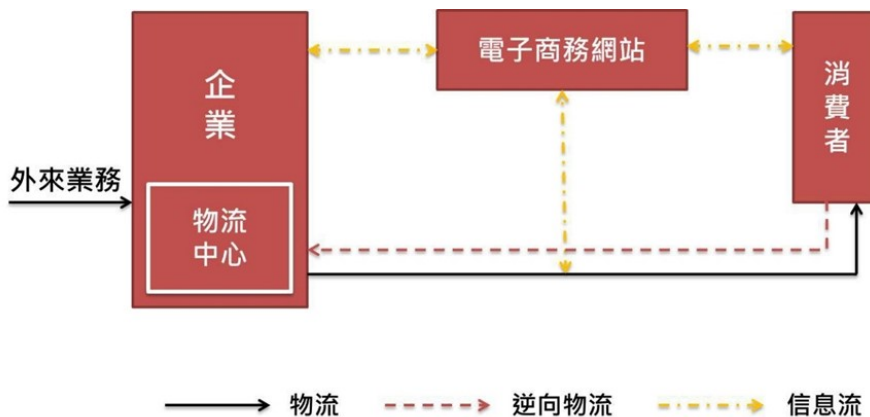 企業
電子商務網站
消費者
外來業務
物流
中心
物流
逆向物流
信息流